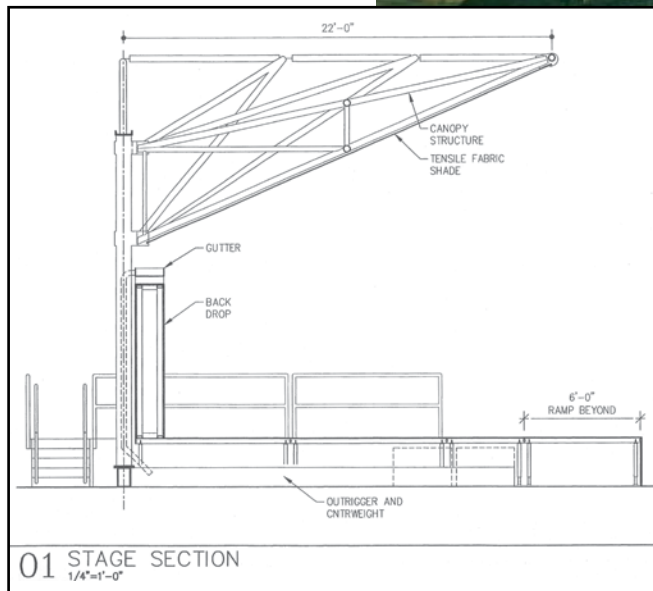 22'-0"
CANOPY
STRUCTURE
TENSILE FABRIC
SHADE
GUTTER
BACK
DROP
6'-0"
RAMP BEYOND
OUTRIGGER AND
CNTRWEIGHT
01 STAGE SECTION
1/4"=1'-0"